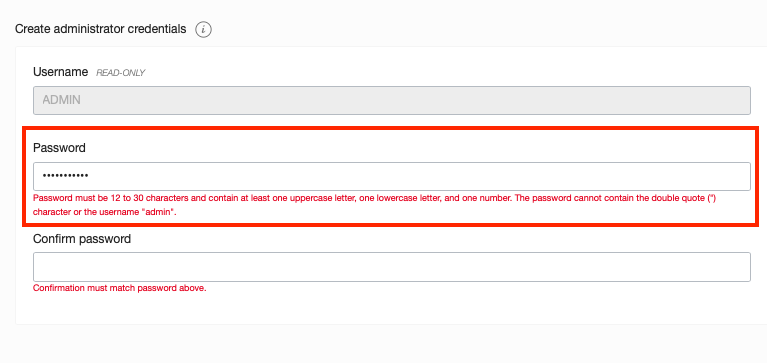 Create administrator credentials i
Username READ-ONLY
ADMIN
Password
•••••••••••
Password must be 12 to 30 characters and contain at least one uppercase letter, one lowercase letter, and one number. The password cannot contain the double quote (")
character or the username "admin".
Confirm password
Confirmation must match password above.